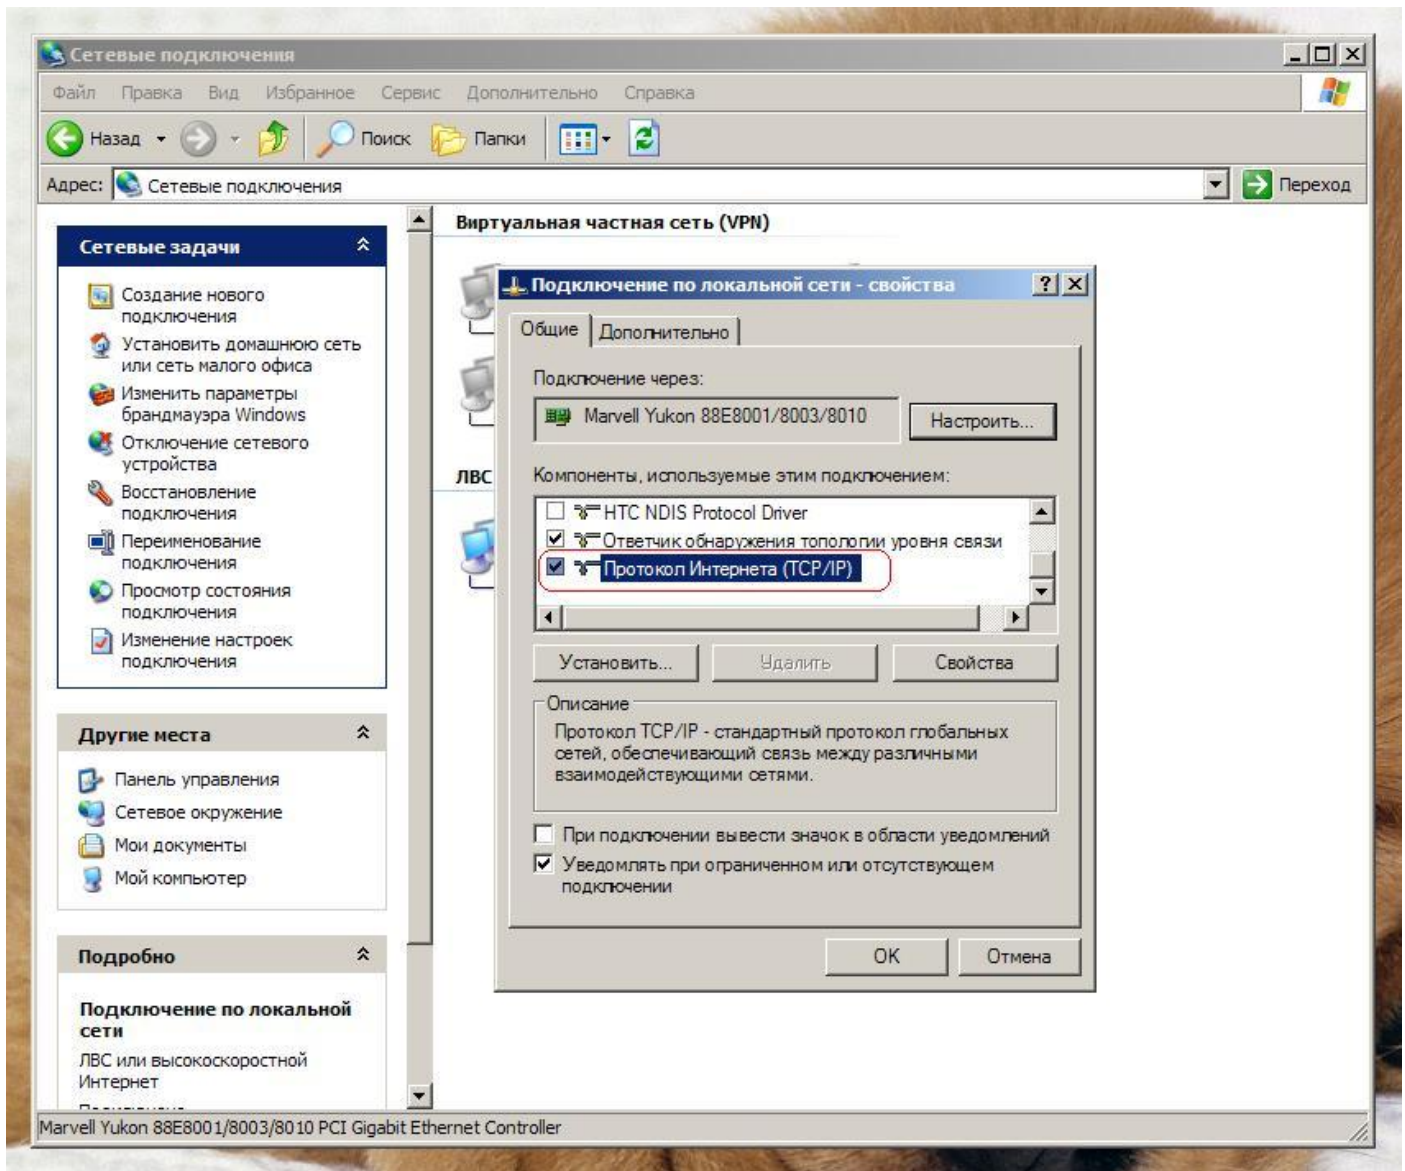 Сетевые подключения
Файл Правка Вид Избранное Сервис Дополнительно Справка
Назад Поиск Папки
Адрес: Сетевые подключения Переход
Сетевые задачи
Создание нового
подключения
Установить домашнюю сеть
или сеть малого офиса
Изменить параметры
брандмауэра Windows
Отключение сетевого
устройства
Восстановление
подключения
Переименование
подключения
Просмотр состояния
подключения
Изменение настроек
подключения
Другие места
Панель управления
Сетевое окружение
Мои документы
Мой компьютер
Подробно
Подключение по локальной
сети
ЛВС или высокоскоростной
Интернет
Виртуальная частная сеть (VPN)
ЛВС
Подключение по локальной сети - свойства
Общие Дополнительно
Подключение через:
Marvell Yukon 88E8001/8003/8010 Настроить...
Компоненты, используемые этим подключением:
HTC NDIS Protocol Driver
Ответчик обнаружения топологии уровня связи
Протокол Интернета (TCP/IP)
Установить... Удалить Свойства
Описание
Протокол TCP/IP - стандартный протокол глобальных
сетей, обеспечивающий связь между различными
взаимодействующими сетями.
При подключении вывести значок в области уведомлений
Уведомлять при ограниченном или отсутствующем
подключении
OK Отмена
Marvell Yukon 88E8001/8003/8010 PCI Gigabit Ethernet Controller